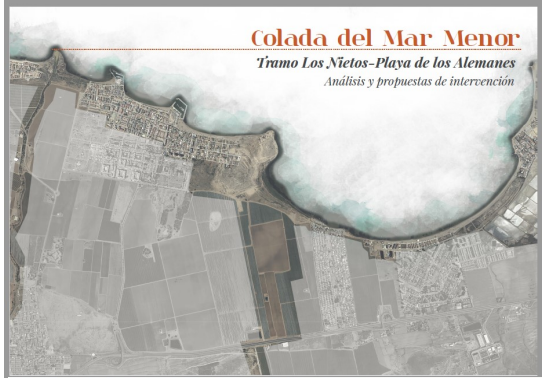 Colada del Mar Menor
Tramo Los Nietos-Playa de los Alemanes
Análisis y propuestas de intervención